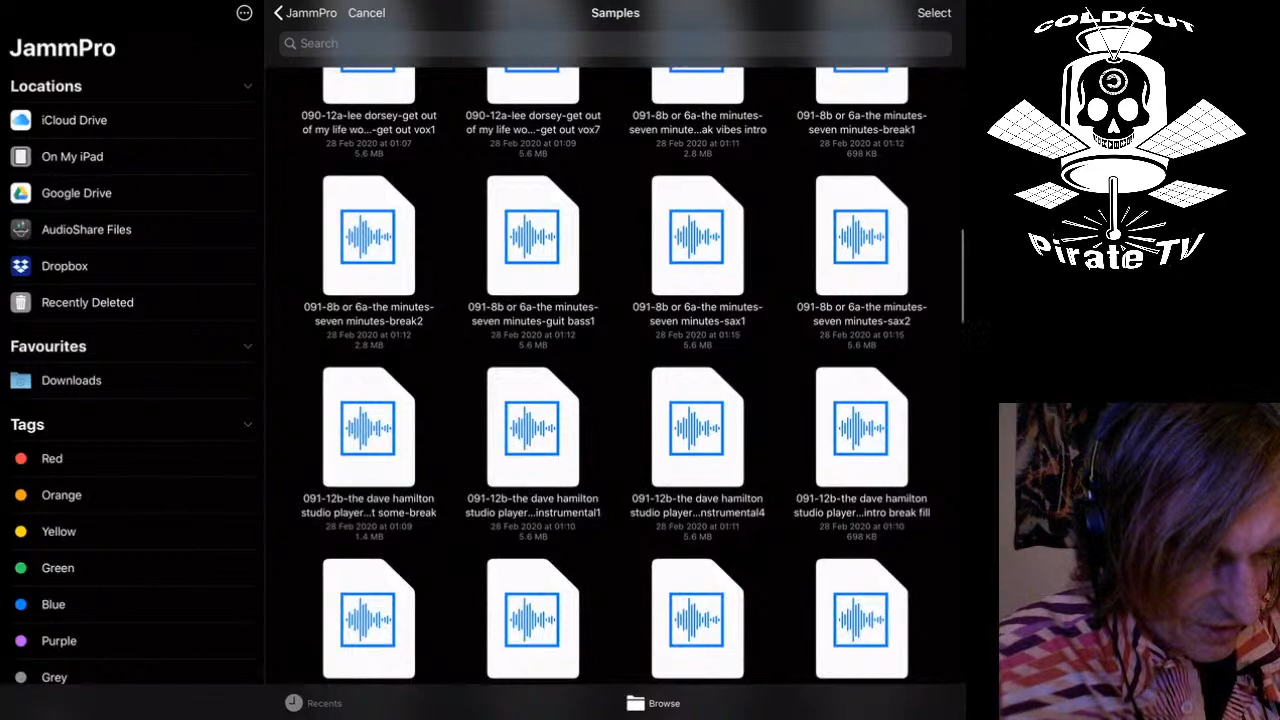 JammPro
Cancel
Samples
Select
Search
JammPro
Locations
iCloud Drive
On My iPad
Google Drive
AudioShare Files
Dropbox
Recently Deleted
Favourites
Downloads
Tags
Red
Orange
Yellow
Green
Blue
Purple
Grey
090-12a-lee dorsey-get out
of my life wo...-get out vox1
28 Feb 2020 at 01:07
5.6 MB
090-12a-lee dorsey-get out
of my life wo...-get out vox7
28 Feb 2020 at 01:09
5.6 MB
091-8b or 6a-the minutes-
seven minute...ak vibes intro
28 Feb 2020 at 01:11
2.8 MB
091-8b or 6a-the minutes-
seven minutes-break1
28 Feb 2020 at 01:12
698 KB
091-8b or 6a-the minutes-
seven minutes-break2
28 Feb 2020 at 01:12
2.8 MB
091-8b or 6a-the minutes-
seven minutes-guit bass1
28 Feb 2020 at 01:12
5.6 MB
091-8b or 6a-the minutes-
seven minutes-sax1
28 Feb 2020 at 01:15
5.6 MB
091-8b or 6a-the minutes-
seven minutes-sax2
28 Feb 2020 at 01:15
5.6 MB
091-12b-the dave hamilton
studio player...t some-break
28 Feb 2020 at 01:09
1.4 MB
091-12b-the dave hamilton
studio player...instrumental1
28 Feb 2020 at 01:10
5.6 MB
091-12b-the dave hamilton
studio player...nstrumental4
28 Feb 2020 at 01:11
5.6 MB
091-12b-the dave hamilton
studio player...intro break fill
28 Feb 2020 at 01:10
698 KB
Recents
Browse
COLDCUT
Pirate TV